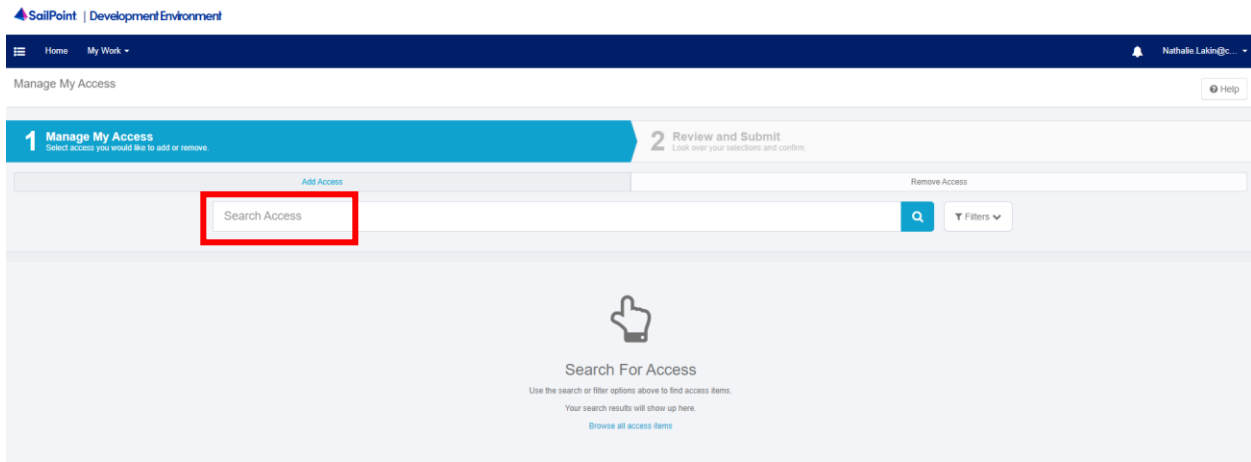 SailPoint | Development Environment
Home My Work
Nathalie.Lakin@c...
Manage My Access
Help
1 Manage My Access
Select access you would like to add or remove.
2 Review and Submit
Look over your selections and confirm.
Add Access
Remove Access
Search Access
Filters
Search For Access
Use the search or filter options above to find access items.
Your search results will show up here.
Browse all access items